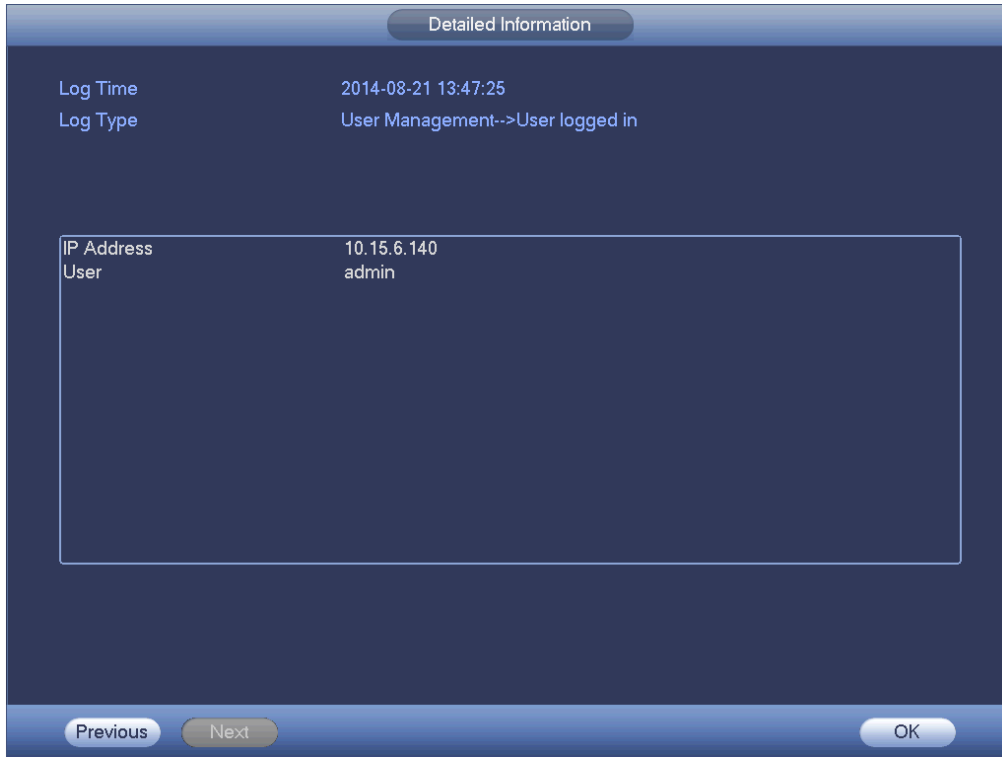 Detailed Information
Log Time 2014-08-21 13:47:25
Log Type User Management-->User logged in
IP Address 10.15.6.140
User admin
Previous Next OK